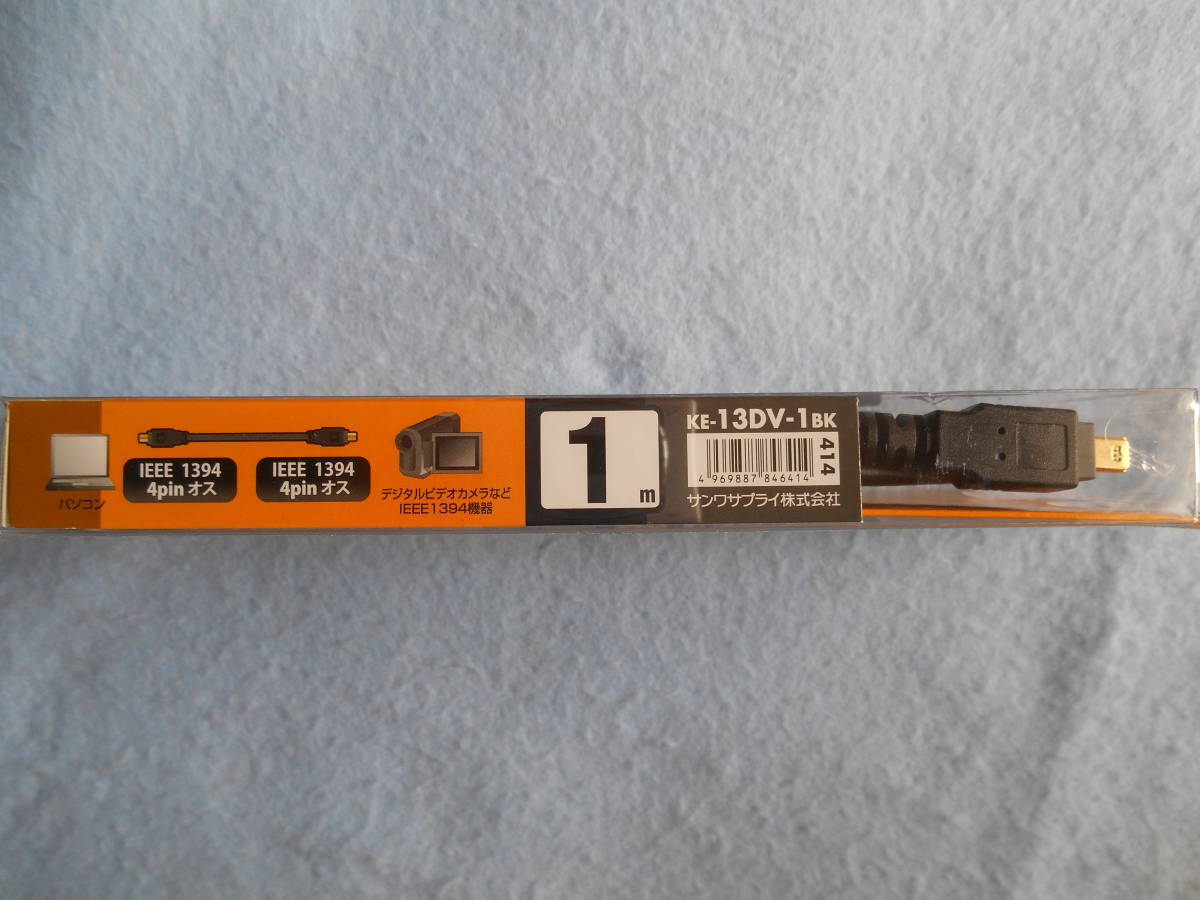 パソコン
IEEE 1394
4pin オス
IEEE 1394
4pin オス
デジタルビデオカメラなど
IEEE1394機器
1m
KE-13DV-1BK
414
4 969887 846414
サンワサプライ株式会社